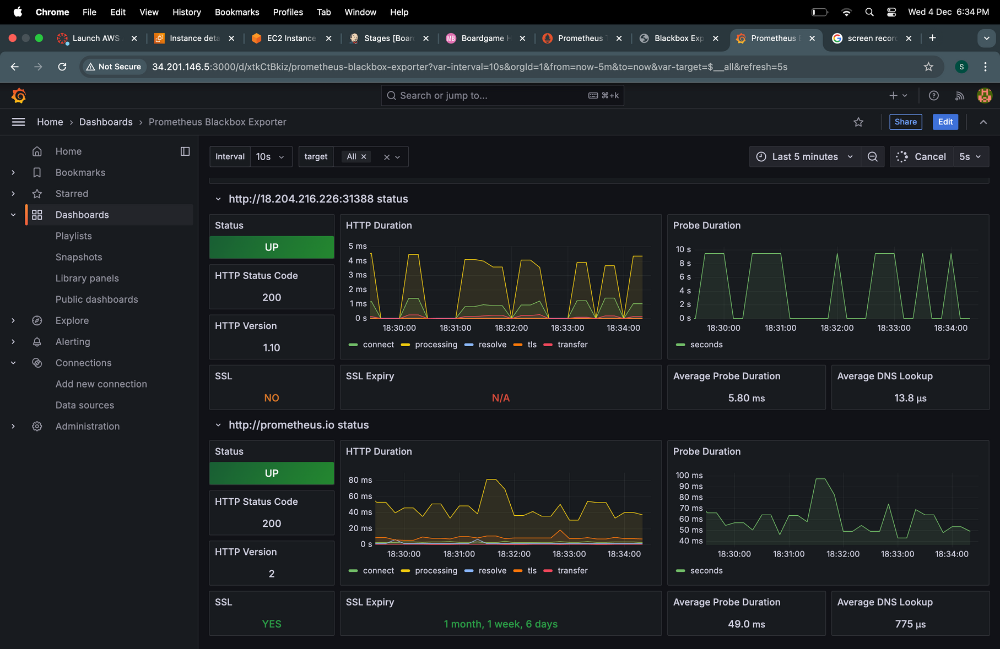 Chrome File Edit View History Bookmarks Profiles Tab Window Help Wed 4 Dec 6:34 PM
Launch AWS Instance deta EC2 Instance Stages [Boar MB Boardgame H Prometheus T Blackbox Exp Prometheus B screen recor
Not Secure 34.201.146.5:3000/d/xtkCtBkiz/prometheus-blackbox-exporter?var-interval=10s&orgId=1&from=now-5m&to=now&var-target=$__all&refresh=5s S
Search or jump to... ⌘+k
Home › Dashboards › Prometheus Blackbox Exporter Share Edit
Home
Bookmarks
Starred
Dashboards
Playlists
Snapshots
Library panels
Public dashboards
Explore
Alerting
Connections
Add new connection
Data sources
Administration
Interval 10s target All Last 5 minutes Cancel 5s
http://18.204.216.226:31388 status
Status
UP
HTTP Status Code
200
HTTP Version
1.10
HTTP Duration
5 ms
4 ms
3 ms
2 ms
1 ms
0 s
18:30:00 18:31:00 18:32:00 18:33:00 18:34:00
connect processing resolve tls transfer
Probe Duration
10 s
8 s
6 s
4 s
2 s
0 s
18:30:00 18:31:00 18:32:00 18:33:00 18:34:00
seconds
SSL
NO
SSL Expiry
N/A
Average Probe Duration
5.80 ms
Average DNS Lookup
13.8 µs
http://prometheus.io status
Status
UP
HTTP Status Code
200
HTTP Version
2
HTTP Duration
80 ms
60 ms
40 ms
20 ms
0 s
18:30:00 18:31:00 18:32:00 18:33:00 18:34:00
connect processing resolve tls transfer
Probe Duration
100 ms
90 ms
80 ms
70 ms
60 ms
50 ms
40 ms
18:30:00 18:31:00 18:32:00 18:33:00 18:34:00
seconds
SSL
YES
SSL Expiry
1 month, 1 week, 6 days
Average Probe Duration
49.0 ms
Average DNS Lookup
775 µs